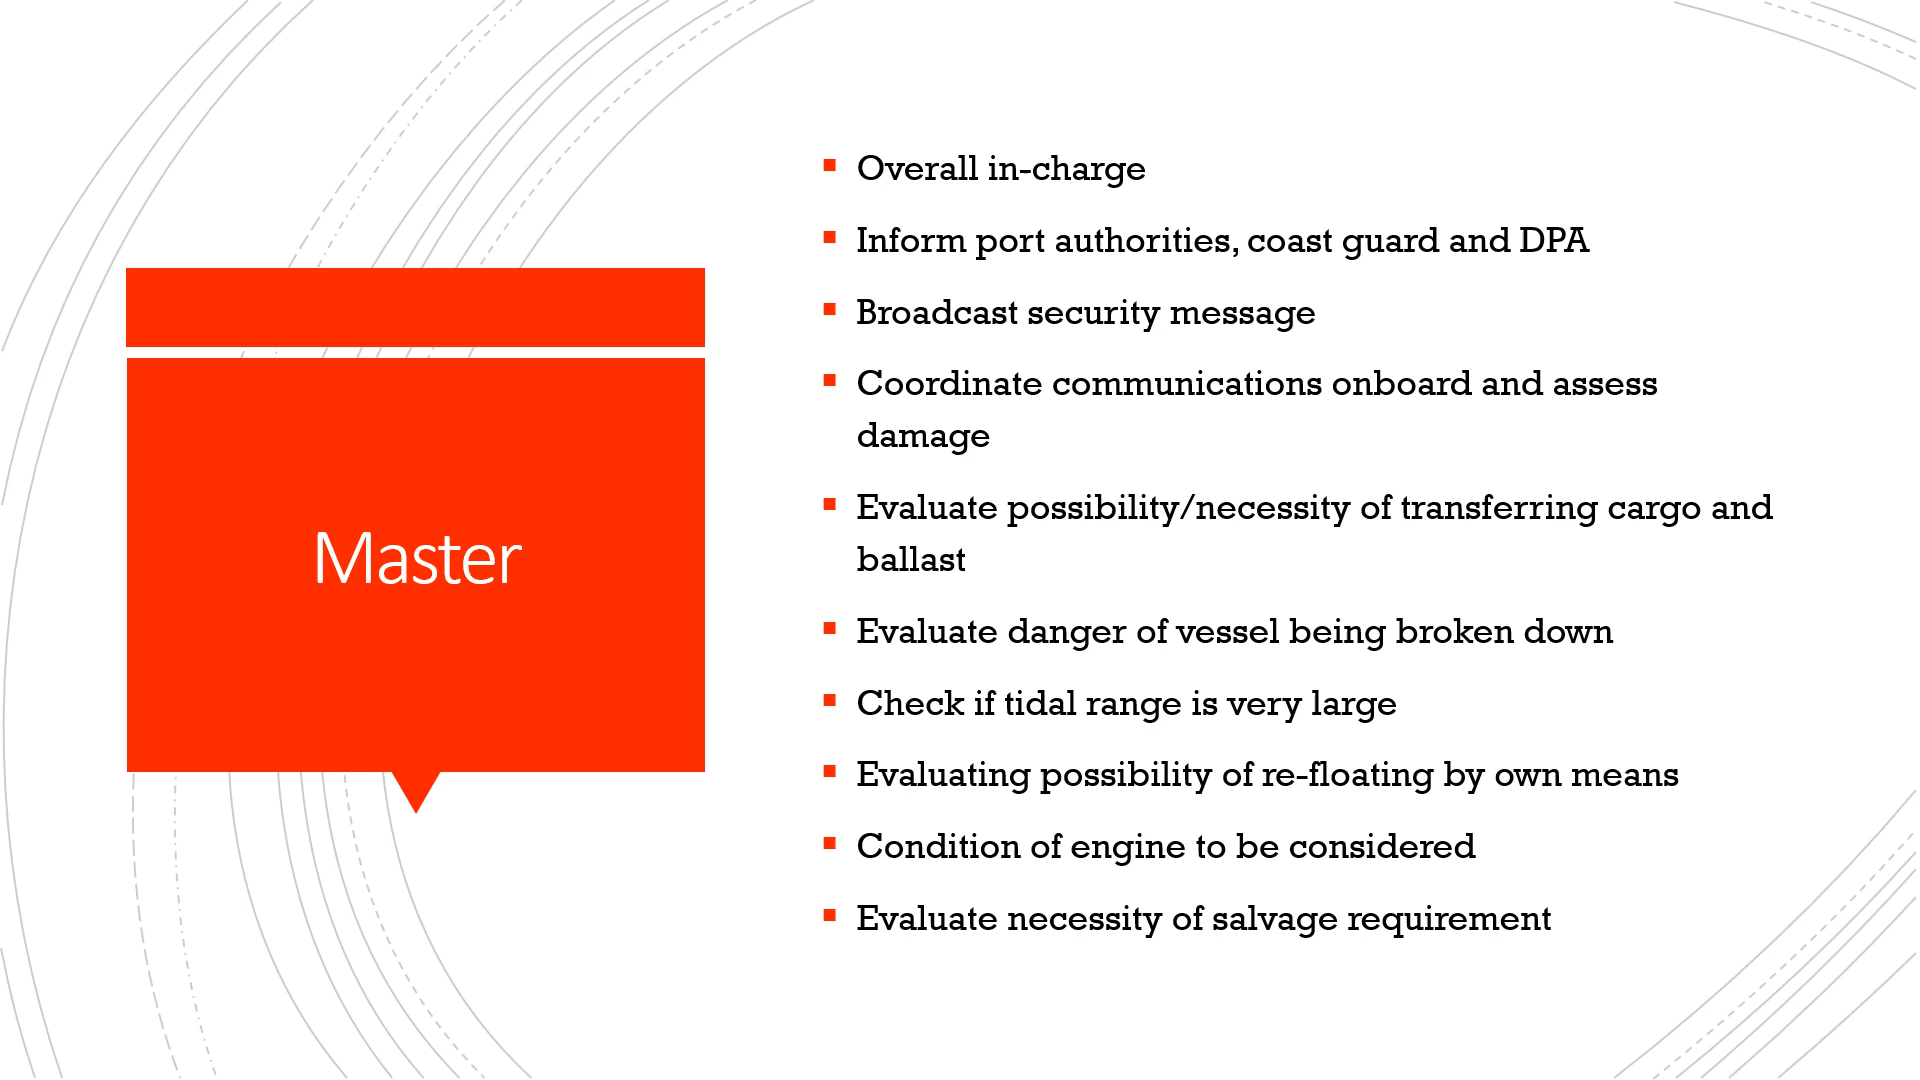 Master
Overall in-charge
Inform port authorities, coast guard and DPA
Broadcast security message
Coordinate communications onboard and assess
damage
Evaluate possibility/necessity of transferring cargo and
ballast
Evaluate danger of vessel being broken down
Check if tidal range is very large
Evaluating possibility of re-floating by own means
Condition of engine to be considered
Evaluate necessity of salvage requirement